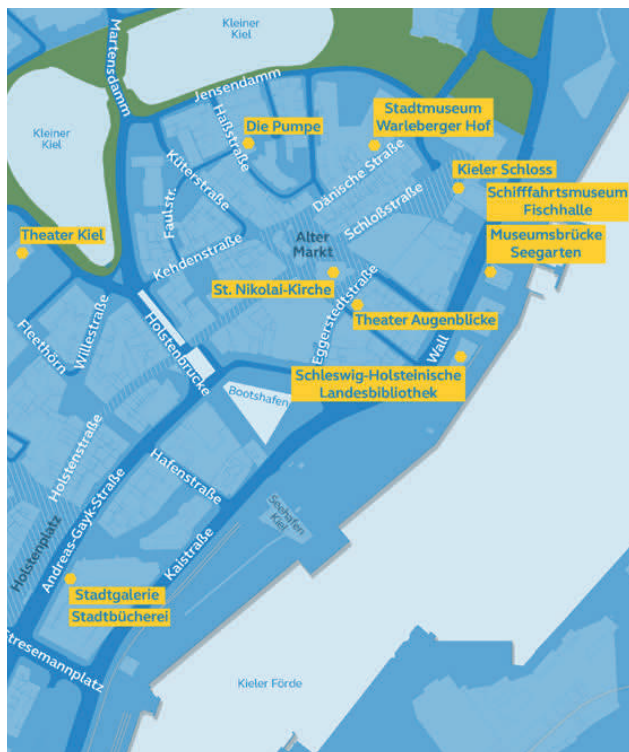 Kleiner
Kiel
Martensdamm
Jensendamm
Kleiner
Kiel
Die Pumpe
Haßstraße
Stadtmuseum
Warleberger Hof
Küterstraße
Dänische Straße
Kieler Schloss
Faulstr.
Schloßstraße
Schifffahrtsmuseum
Fischhalle
Theater Kiel
Kehdenstraße
Alter
Markt
Museumsbrücke
Seegarten
St. Nikolai-Kirche
Eggerstedtstraße
Theater Augenblicke
Fleethörn
Willestraße
Holstenbrücke
Wall
Schleswig-Holsteinische
Landesbibliothek
Bootshafen
Holstenstraße
Hafenstraße
Andreas-Gayk-Straße
Seehafen
Kiel
Holstenplatz
Kaistraße
Stadtgalerie
Stadtbücherei
Stresemannplatz
Kieler Förde